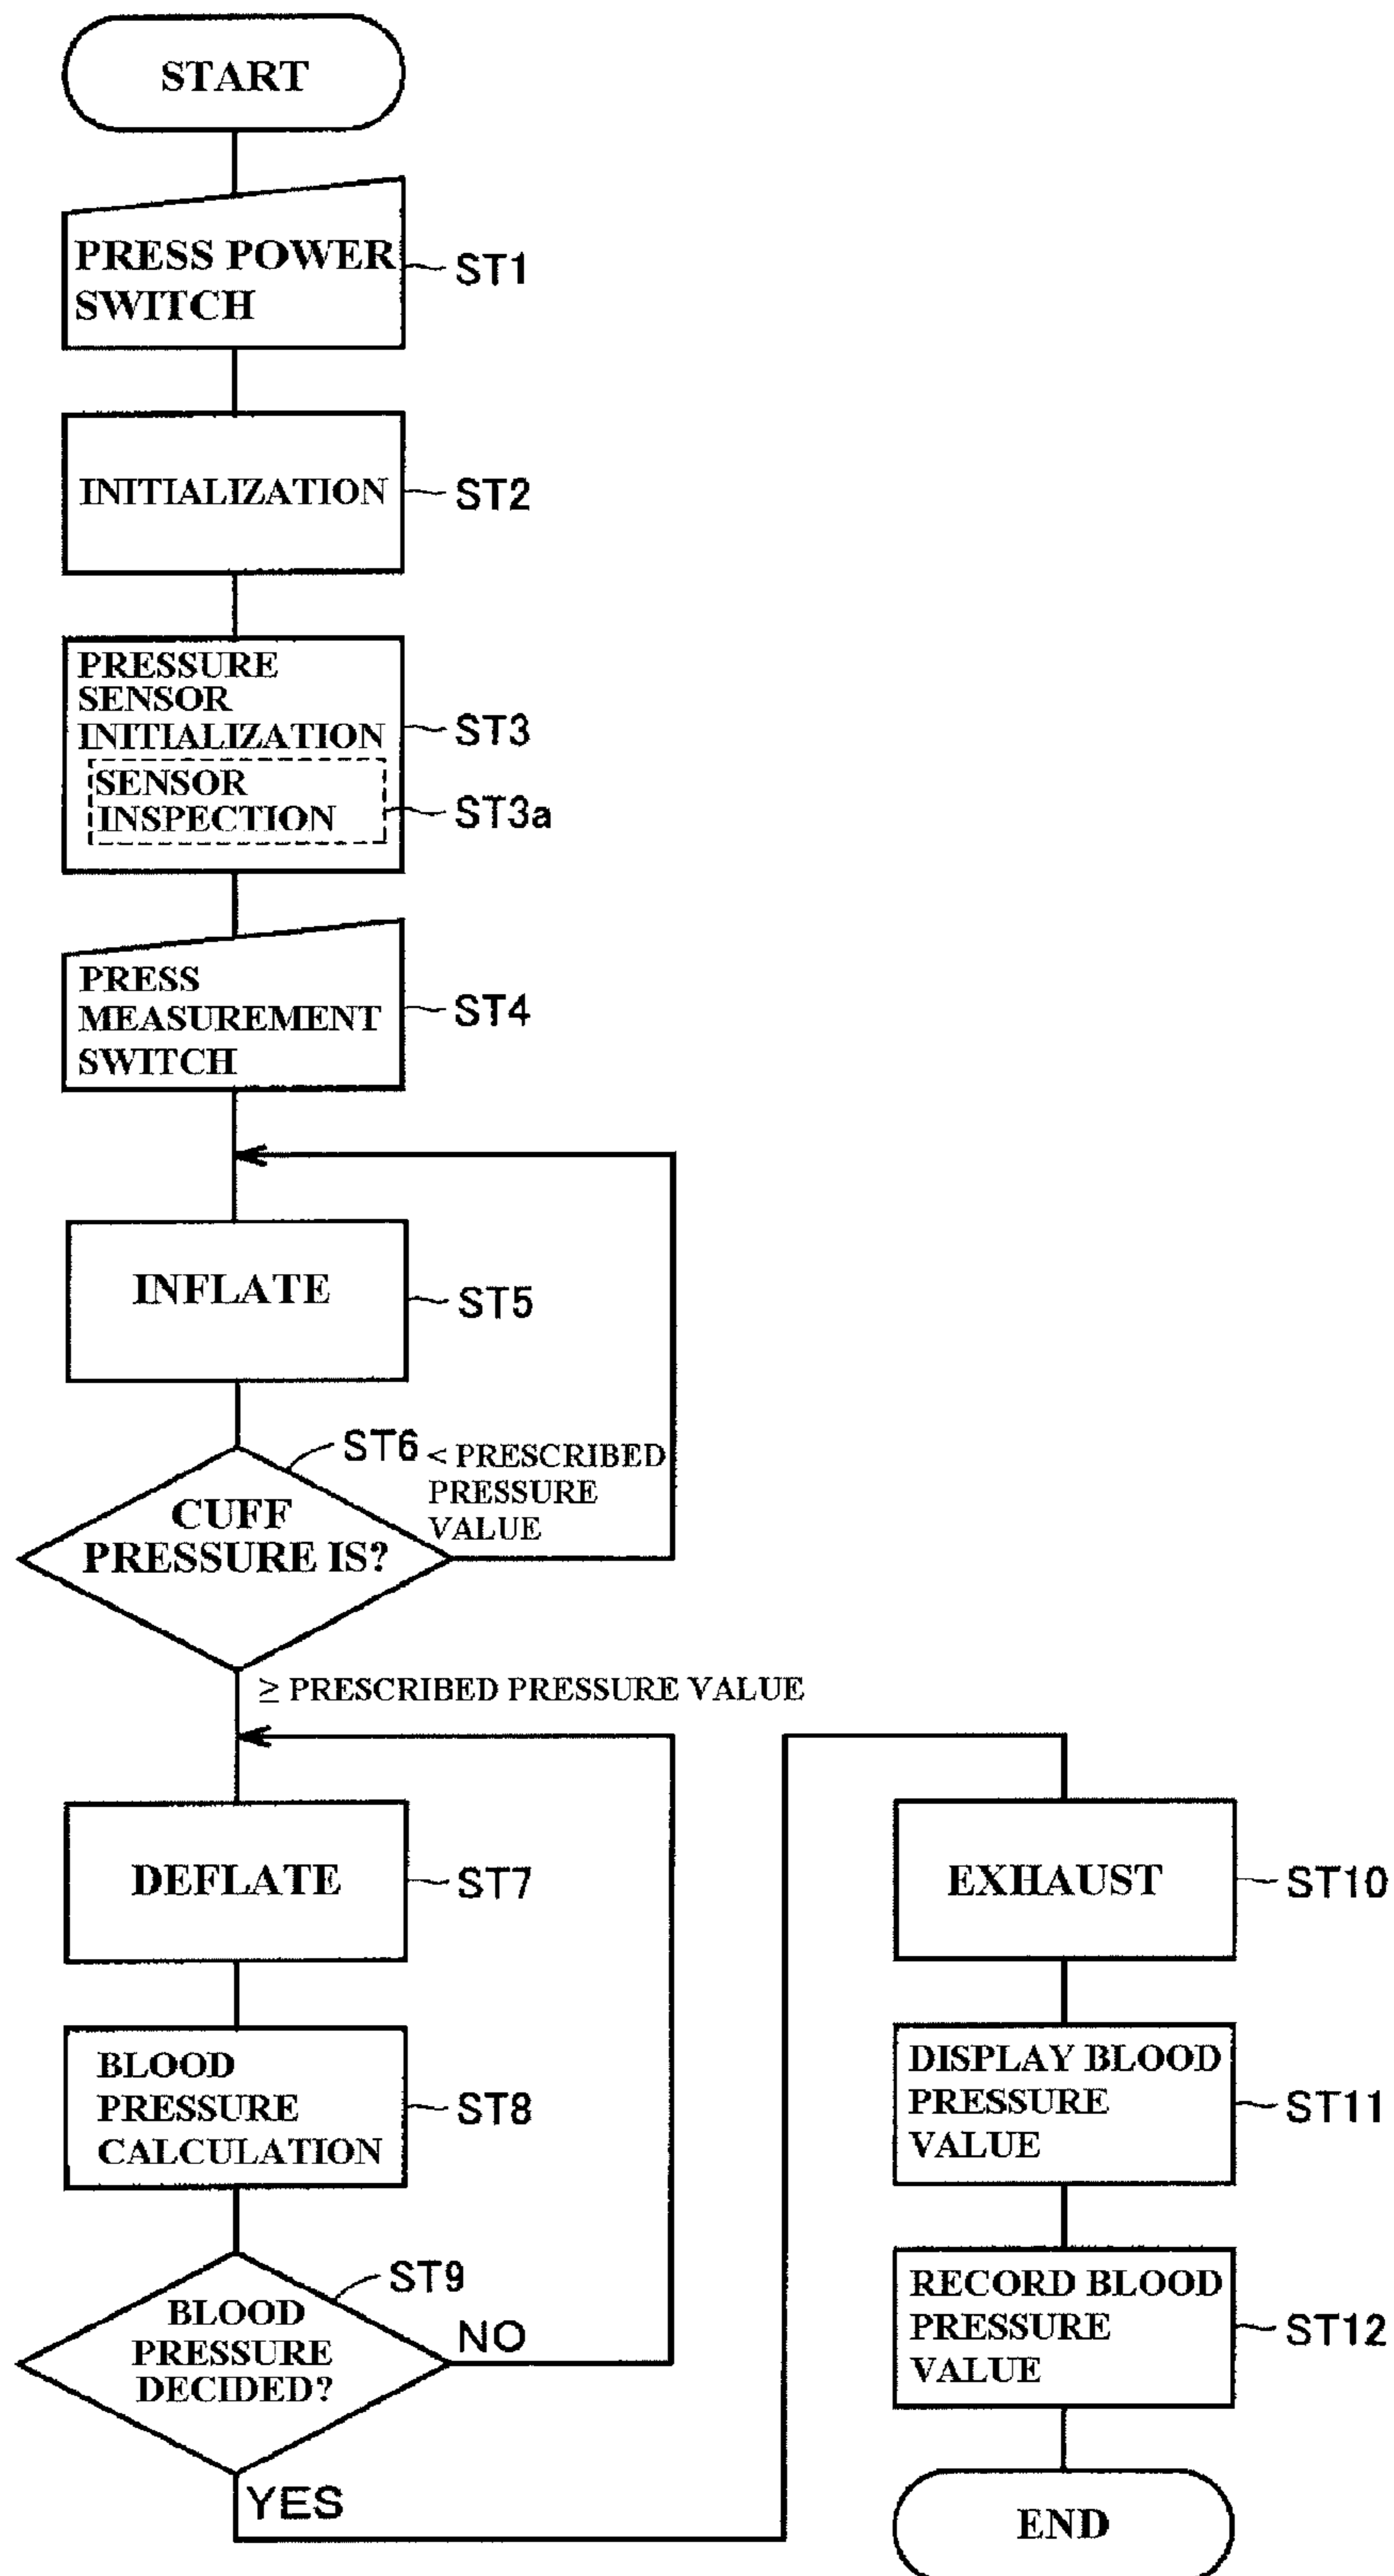 START
PRESS POWER
SWITCH
ST1
INITIALIZATION
ST2
PRESSURE
SENSOR
INITIALIZATION
ST3
SENSOR
INSPECTION
ST3a
PRESS
MEASUREMENT
SWITCH
ST4
INFLATE
ST5
ST6
< PRESCRIBED
PRESSURE
VALUE
CUFF
PRESSURE IS?
≥ PRESCRIBED PRESSURE VALUE
DEFLATE
ST7
BLOOD
PRESSURE
CALCULATION
ST8
ST9
BLOOD
PRESSURE
DECIDED?
NO
YES
EXHAUST
ST10
DISPLAY BLOOD
PRESSURE
VALUE
ST11
RECORD BLOOD
PRESSURE
VALUE
ST12
END